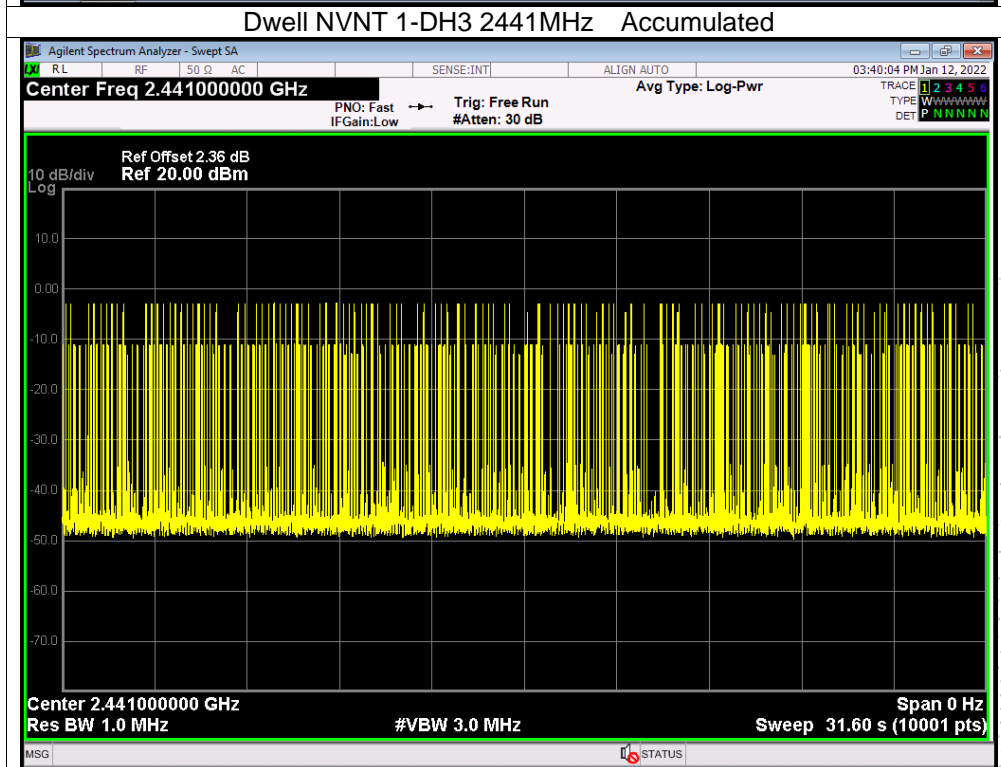 Dwell NVNT 1-DH3 2441MHz Accumulated
Agilent Spectrum Analyzer - Swept SA
LXI RL RF 50 Ω AC SENSE:INT ALIGN AUTO 03:40:04 PM Jan 12, 2022
Center Freq 2.441000000 GHz Avg Type: Log-Pwr TRACE 1 2 3 4 5 6
PNO: Fast Trig: Free Run TYPE WWWWWW
IFGain:Low #Atten: 30 dB DET P N N N N N
Ref Offset 2.36 dB
10 dB/div Ref 20.00 dBm
Log
10.0
0.00
-10.0
-20.0
-30.0
-40.0
-50.0
-60.0
-70.0
Center 2.441000000 GHz Span 0 Hz
Res BW 1.0 MHz #VBW 3.0 MHz Sweep 31.60 s (10001 pts)
MSG STATUS